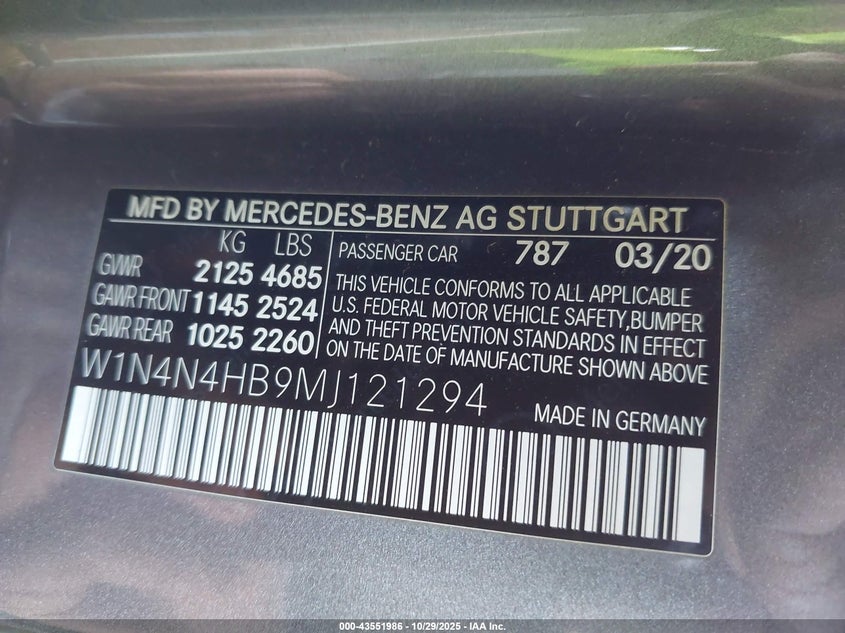 MFD BY MERCEDES-BENZ AG STUTTGART
KG LBS
GVWR 2125 4685
GAWR FRONT 1145 2524
GAWR REAR 1025 2260
PASSENGER CAR 787 03/20
THIS VEHICLE CONFORMS TO ALL APPLICABLE
U.S. FEDERAL MOTOR VEHICLE SAFETY,BUMPER
AND THEFT PREVENTION STANDARDS IN EFFECT
ON THE DATE OF MANUFACTURE SHOWN ABOVE
W1N4N4HB9MJ121294
MADE IN GERMANY
000-43551986 - 10/29/2025 - IAA Inc.